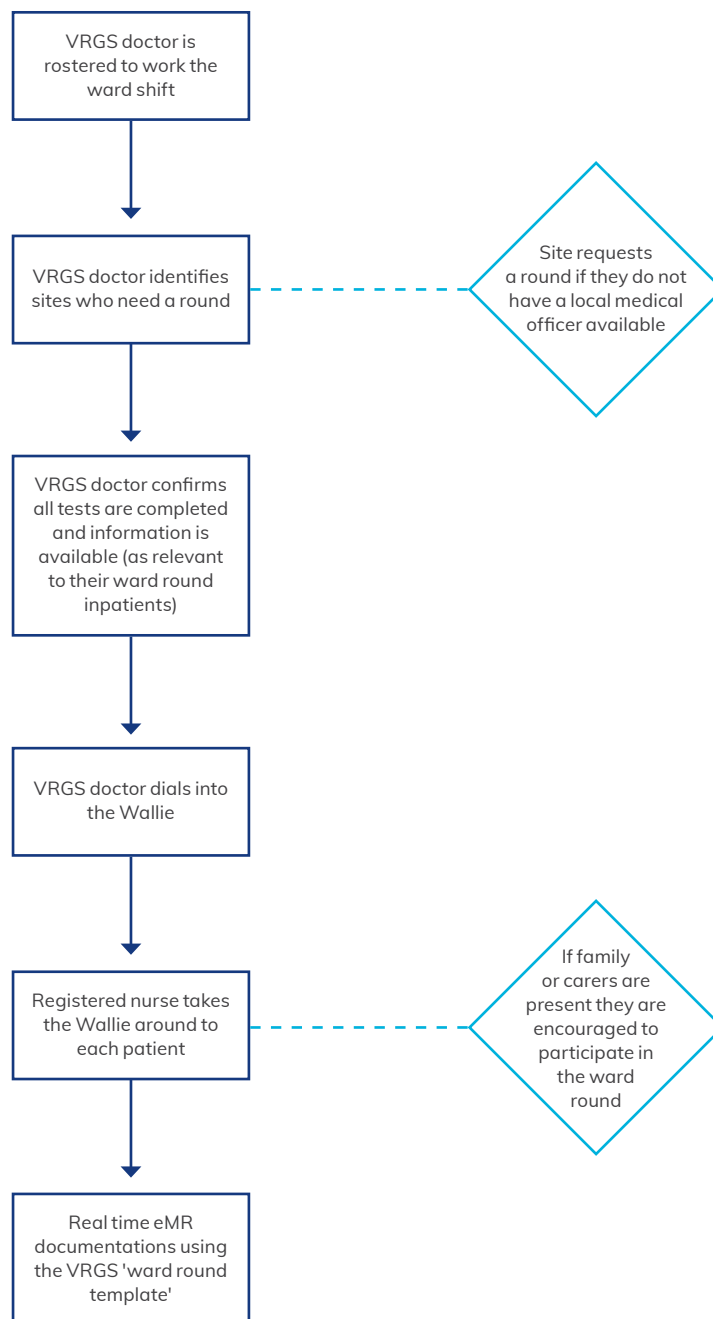 VRGS doctor is
rostered to work the
ward shift
VRGS doctor identifies
sites who need a round
Site requests
a round if they do not
have a local medical
officer available
VRGS doctor confirms
all tests are completed
and information is
available (as relevant
to their ward round
inpatients)
VRGS doctor dials into
the Wallie
Registered nurse takes
the Wallie around to
each patient
If family
or carers are
present they are
encouraged to
participate in
the ward
round
Real time eMR
documentations using
the VRGS 'ward round
template'